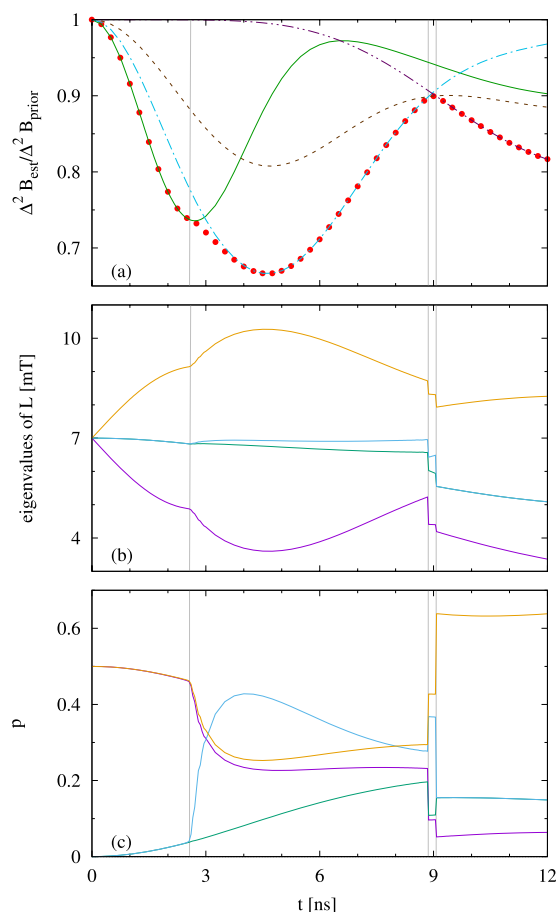 1
0.9
0.8
0.7
Δ² B_est/Δ² B_prior
(a)
10
7
4
eigenvalues of L [mT]
(b)
0.6
0.4
0.2
0
p
(c)
0 3 6 9 12
t [ns]